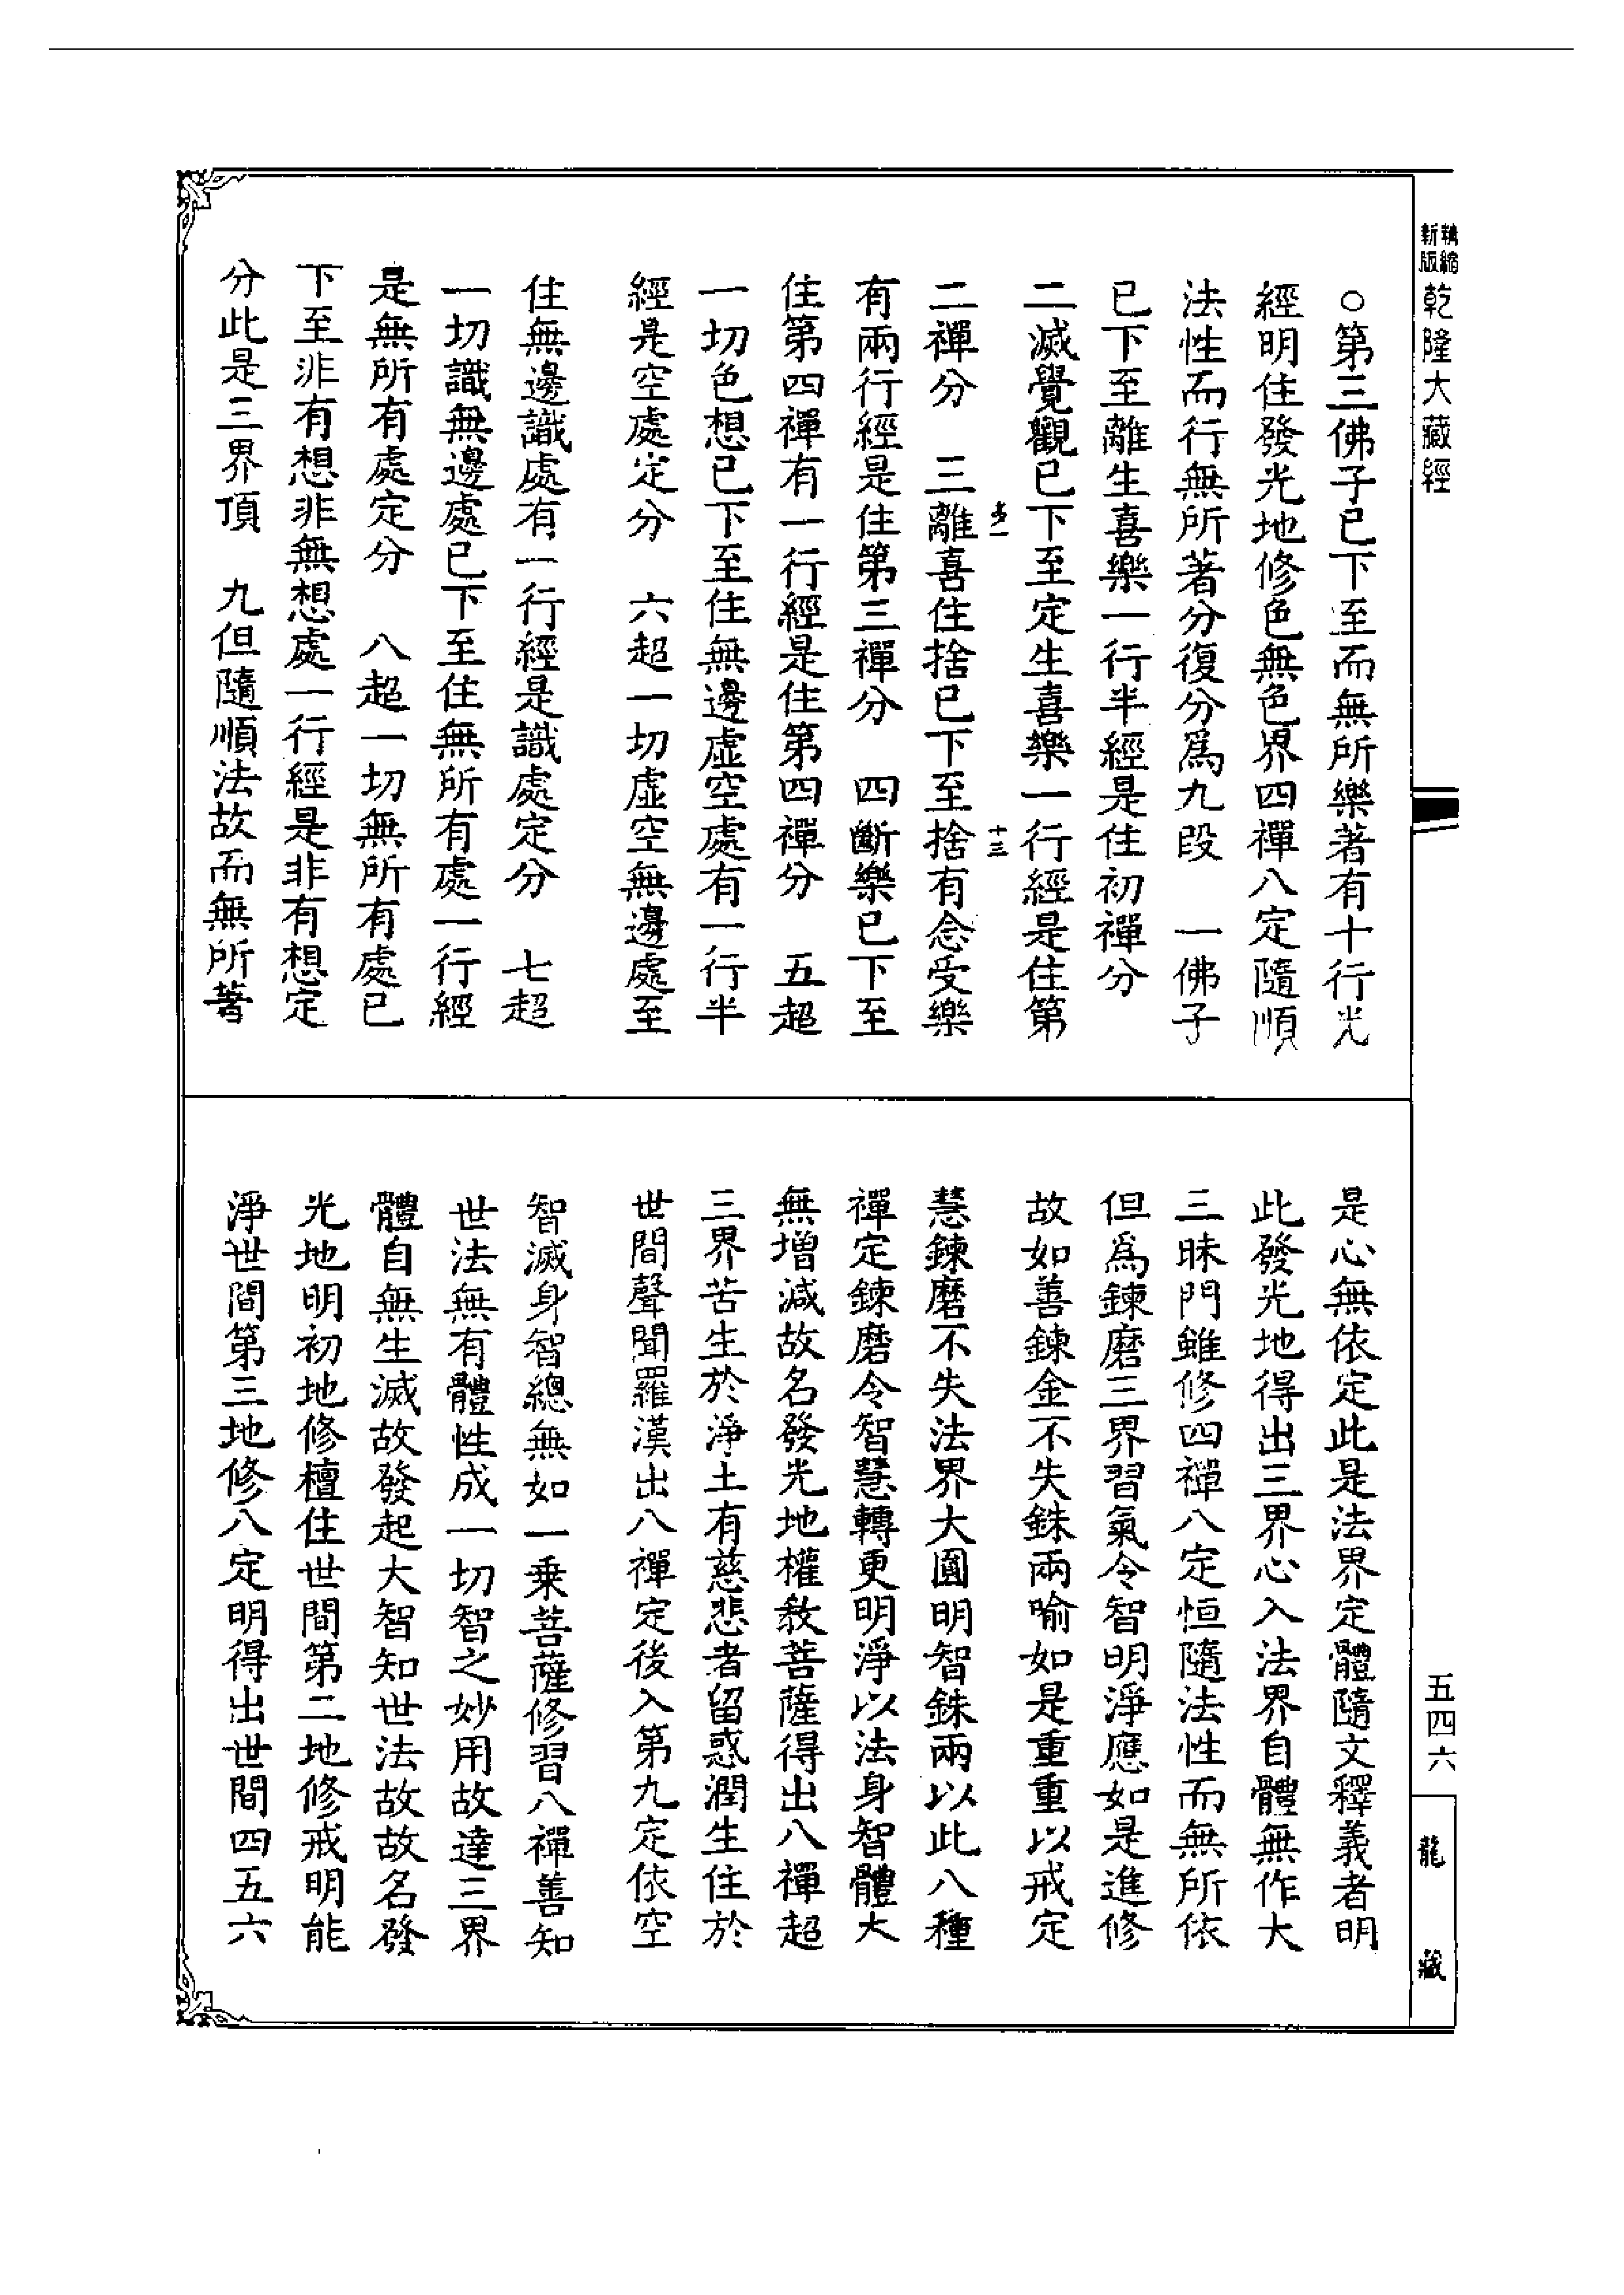 新版 縮
乾隆大藏經
○第三佛子已下至而無所樂著有十行光
經明住發光地修色無色界四禪八定隨順
法性而行無所著分復分爲九段　一佛子
已下至離生喜樂一行半經是住初禪分
二滅覺觀已下至定生喜樂一行經是住第
十三
二禪分　三離喜住捨已下至捨有念受樂
有兩行經是住第三禪分　四斷樂已下至
住第四禪有一行經是住第四禪分　五超
一切色想已下至住無邊虛空處有一行半
經是空處定分　六超一切虛空無邊處至
住無邊識處有一行經是識處定分　七超
一切識無邊處已下至住無所有處一行經
是無所有處定分　八超一切無所有處已
下至非有想非無想處一行經是非有想定
分此是三界頂　九但隨順法故而無所著
是心無依定此是法界定體隨文釋義者明
此發光地得出三界心入法界自體無作大
三昧門雖修四禪八定恒隨法性而無所依
但爲鍊磨三界習氣令智明淨應如是進修
故如善鍊金不失銖兩喻如是重重以戒定
慧鍊磨不失法界大圓明智銖兩以此八種
禪定鍊磨令智慧轉更明淨以法身智體大
無增減故名發光地權教菩薩得出八禪超
三界苦生於淨土有慈悲者留惑潤生住於
世間聲聞羅漢出八禪定後入第九定依空
智滅身智總無如一乘菩薩修習八禪善知
世法無有體性成一切智之妙用故達三界
體自無生滅故發起大智知世法故故名發
光地明初地修檀住世間第二地修戒明能
淨世間第三地修八定明得出世間四五六
五四六
龍藏